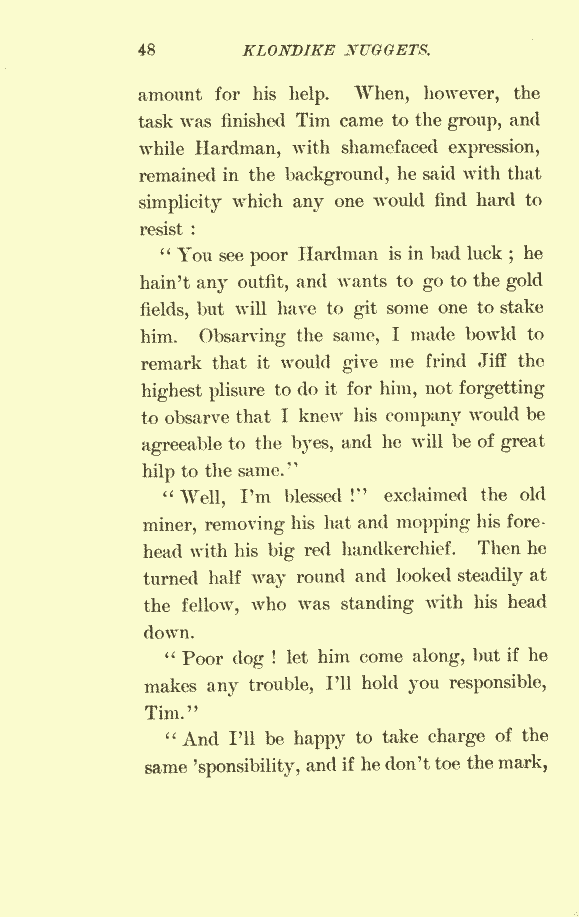 48 KLONDIKE NUGGETS.
amount for his help. When, however, the
task was finished Tim came to the group, and
while Hardman, with shamefaced expression,
remained in the background, he said with that
simplicity which any one would find hard to
resist :
“ You see poor Hardman is in bad luck ; he
hain't any outfit, and wants to go to the gold
fields, but will have to git some one to stake
him. Obsarving the same, I made bowld to
remark that it would give me frind Jiff the
highest plisure to do it for him, not forgetting
to obsarve that I knew his company would be
agreeable to the byes, and he will be of great
hilp to the same.”
“ Well, I'm blessed !” exclaimed the old
miner, removing his hat and mopping his fore-
head with his big red handkerchief. Then he
turned half way round and looked steadily at
the fellow, who was standing with his head
down.
“ Poor dog ! let him come along, but if he
makes any trouble, I'll hold you responsible,
Tim.”
“ And I'll be happy to take charge of the
same 'sponsibility, and if he don't toe the mark,